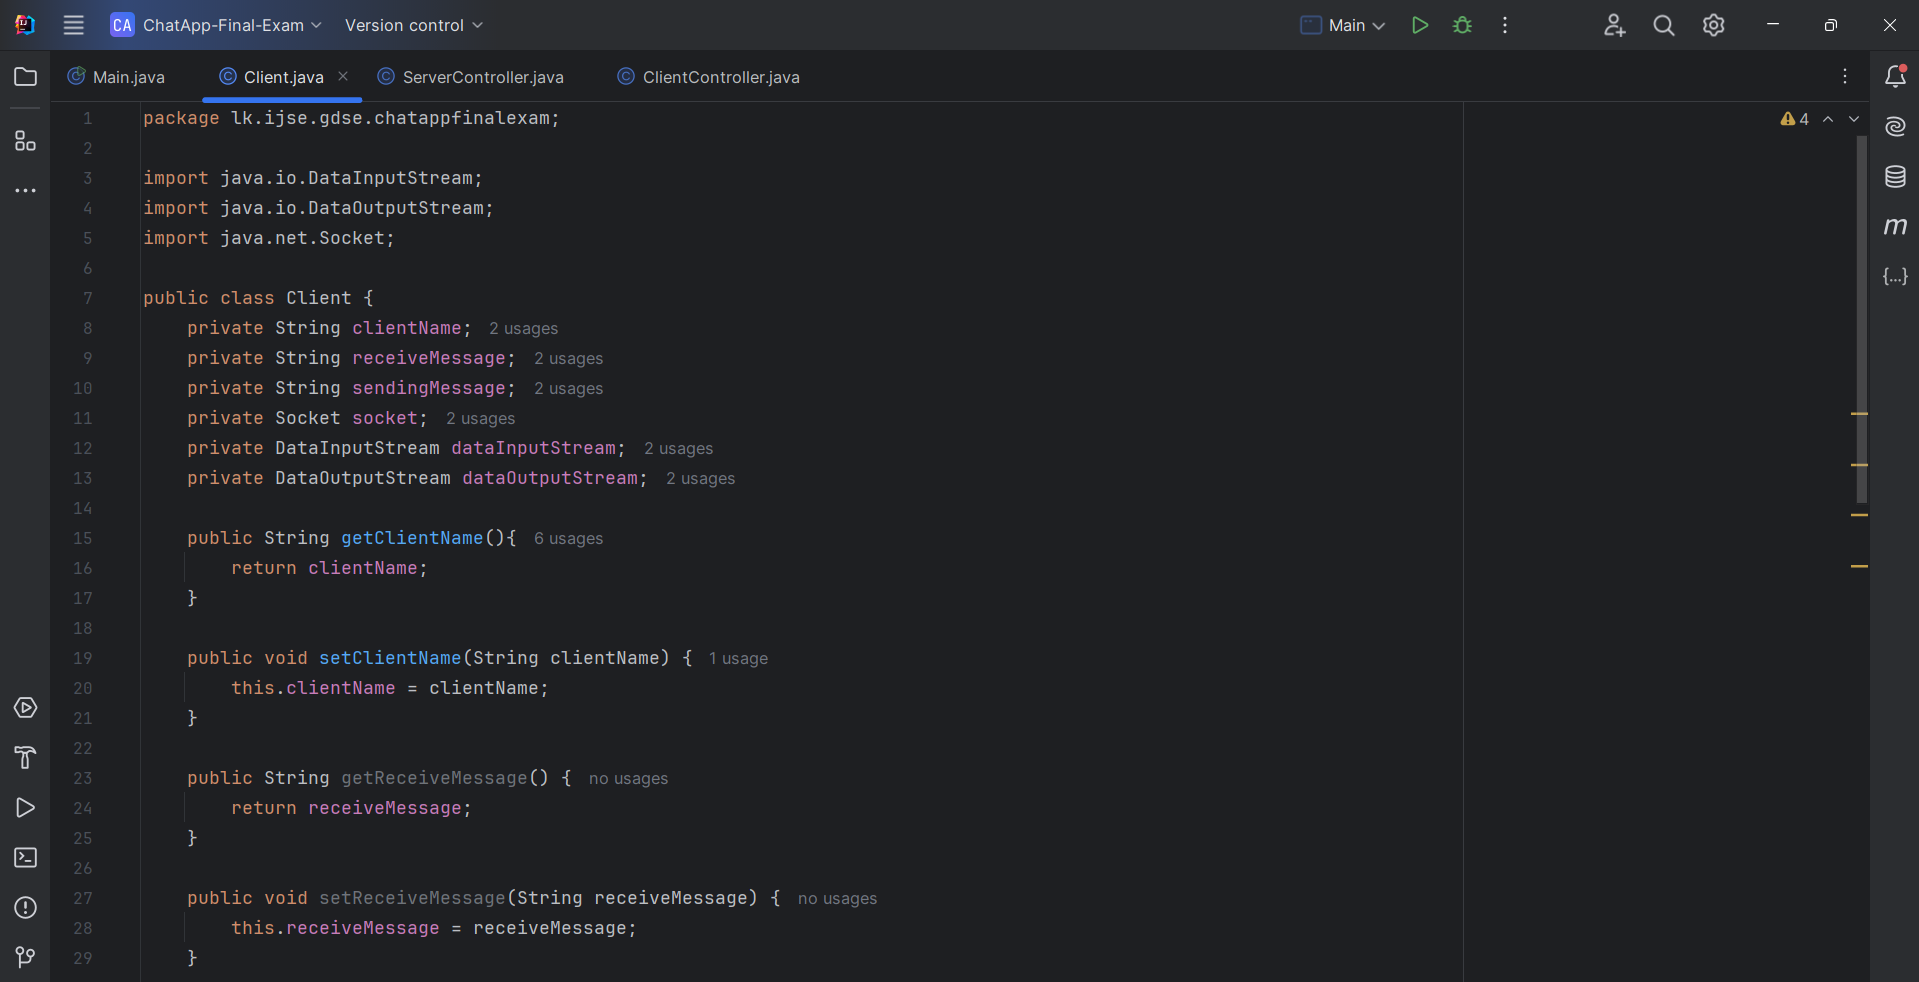 CA ChatApp-Final-Exam Version control Main
Main.java Client.java ServerController.java ClientController.java
4
1 package lk.ijse.gdse.chatappfinalexam;
2
3 import java.io.DataInputStream;
4 import java.io.DataOutputStream;
5 import java.net.Socket;
6
7 public class Client {
8 private String clientName; 2 usages
9 private String receiveMessage; 2 usages
10 private String sendingMessage; 2 usages
11 private Socket socket; 2 usages
12 private DataInputStream dataInputStream; 2 usages
13 private DataOutputStream dataOutputStream; 2 usages
14
15 public String getClientName(){ 6 usages
16 return clientName;
17 }
18
19 public void setClientName(String clientName) { 1 usage
20 this.clientName = clientName;
21 }
22
23 public String getReceiveMessage() { no usages
24 return receiveMessage;
25 }
26
27 public void setReceiveMessage(String receiveMessage) { no usages
28 this.receiveMessage = receiveMessage;
29 }